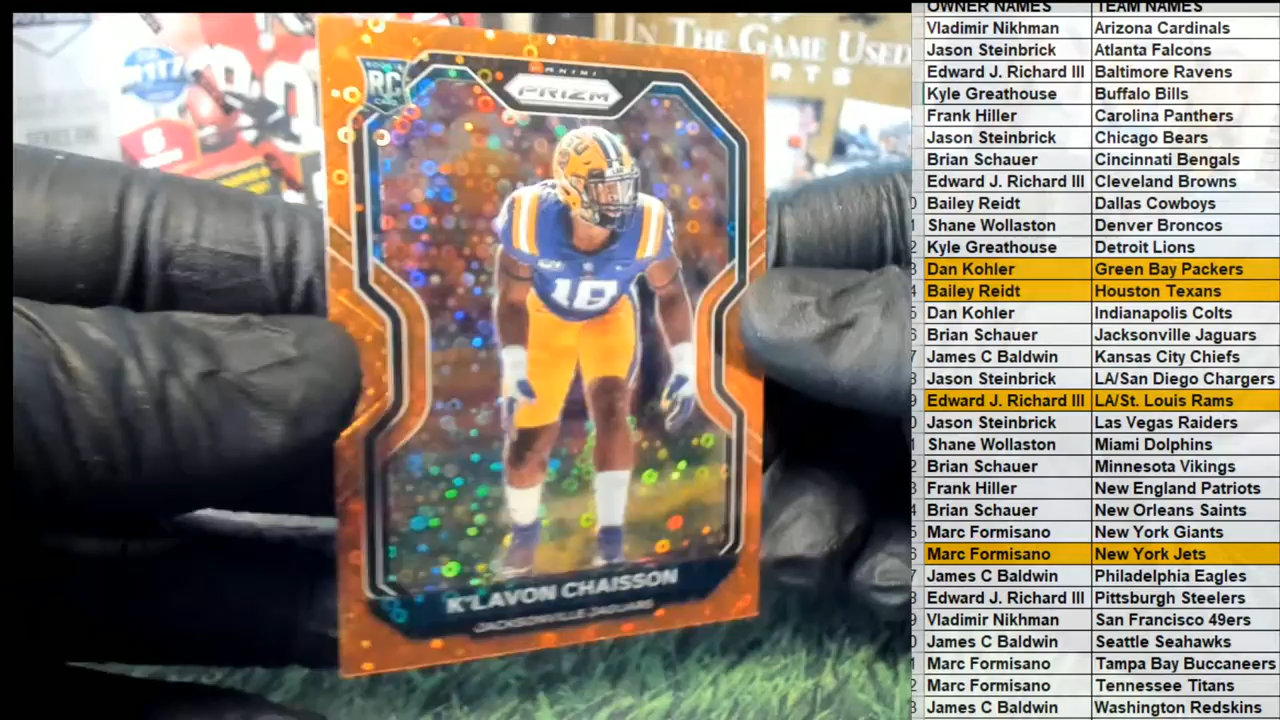 IN THE GAME USED
ROOKIE
RC
CARD
PANINI
PRIZM
18
K'LAVON CHAISSON
JACKSONVILLE JAGUARS
OWNER NAMES TEAM NAMES
Vladimir Nikhman Arizona Cardinals
Jason Steinbrick Atlanta Falcons
Edward J. Richard III Baltimore Ravens
Kyle Greathouse Buffalo Bills
Frank Hiller Carolina Panthers
Jason Steinbrick Chicago Bears
Brian Schauer Cincinnati Bengals
Edward J. Richard III Cleveland Browns
Bailey Reidt Dallas Cowboys
Shane Wollaston Denver Broncos
Kyle Greathouse Detroit Lions
Dan Kohler Green Bay Packers
Bailey Reidt Houston Texans
Dan Kohler Indianapolis Colts
Brian Schauer Jacksonville Jaguars
James C Baldwin Kansas City Chiefs
Jason Steinbrick LA/San Diego Chargers
Edward J. Richard III LA/St. Louis Rams
Jason Steinbrick Las Vegas Raiders
Shane Wollaston Miami Dolphins
Brian Schauer Minnesota Vikings
Frank Hiller New England Patriots
Brian Schauer New Orleans Saints
Marc Formisano New York Giants
Marc Formisano New York Jets
James C Baldwin Philadelphia Eagles
Edward J. Richard III Pittsburgh Steelers
Vladimir Nikhman San Francisco 49ers
James C Baldwin Seattle Seahawks
Marc Formisano Tampa Bay Buccaneers
Marc Formisano Tennessee Titans
James C Baldwin Washington Redskins